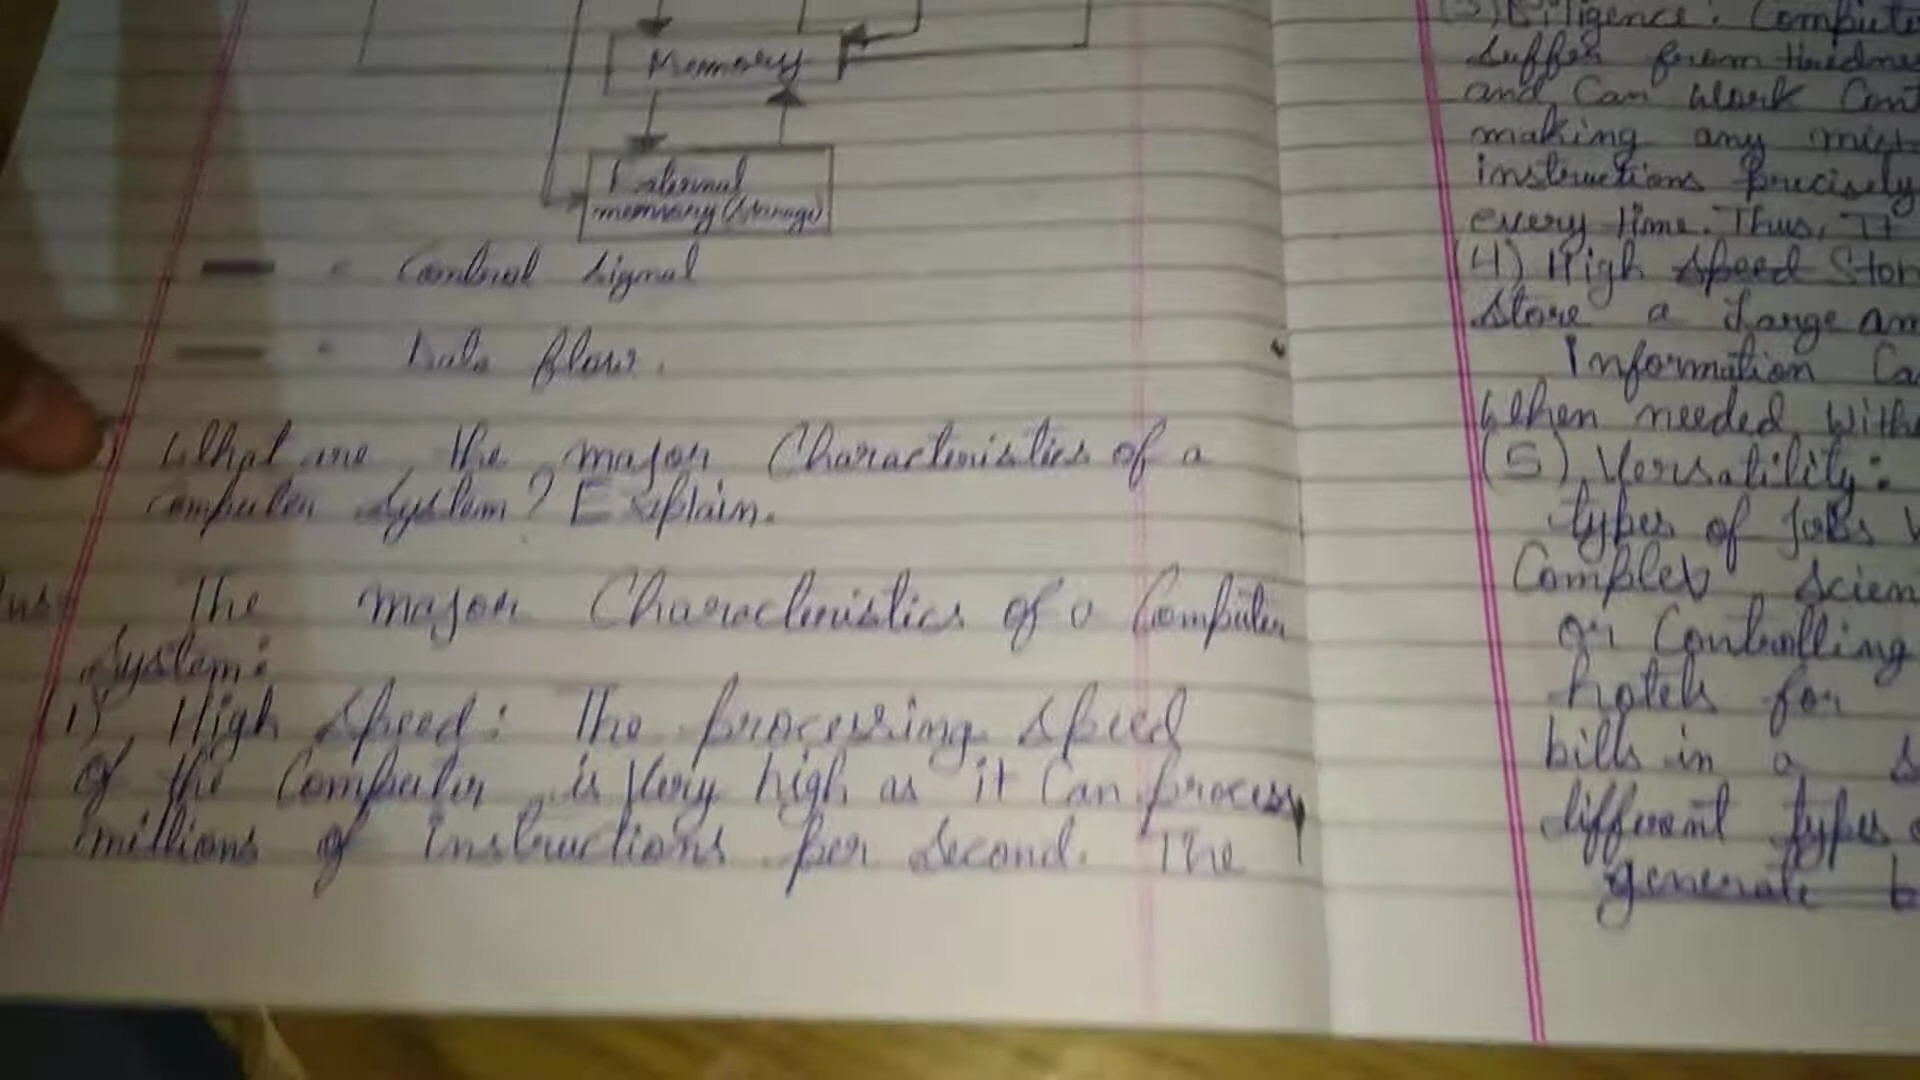 Memory
External
memory (storage)
= Control Signal
= Data flow.
What are the major Characteristics of a
computer system? Explain.
Ans: The major Characteristics of a Computer
System:
1) High Speed: The processing speed
of the Computer is Very high as it Can process
millions of instructions per second. The
(3) Diligence: Compute
suffer from tiredne
and Can Work Cont
making any mist
instructions precisely
every time. Thus, It
(4) High Speed Stor
Store a Large am
Information Ca
When needed With
(5) Versatility:
types of Jobs
Complex Scien
or Controlling
hotels for
bills in a
different types
generate b